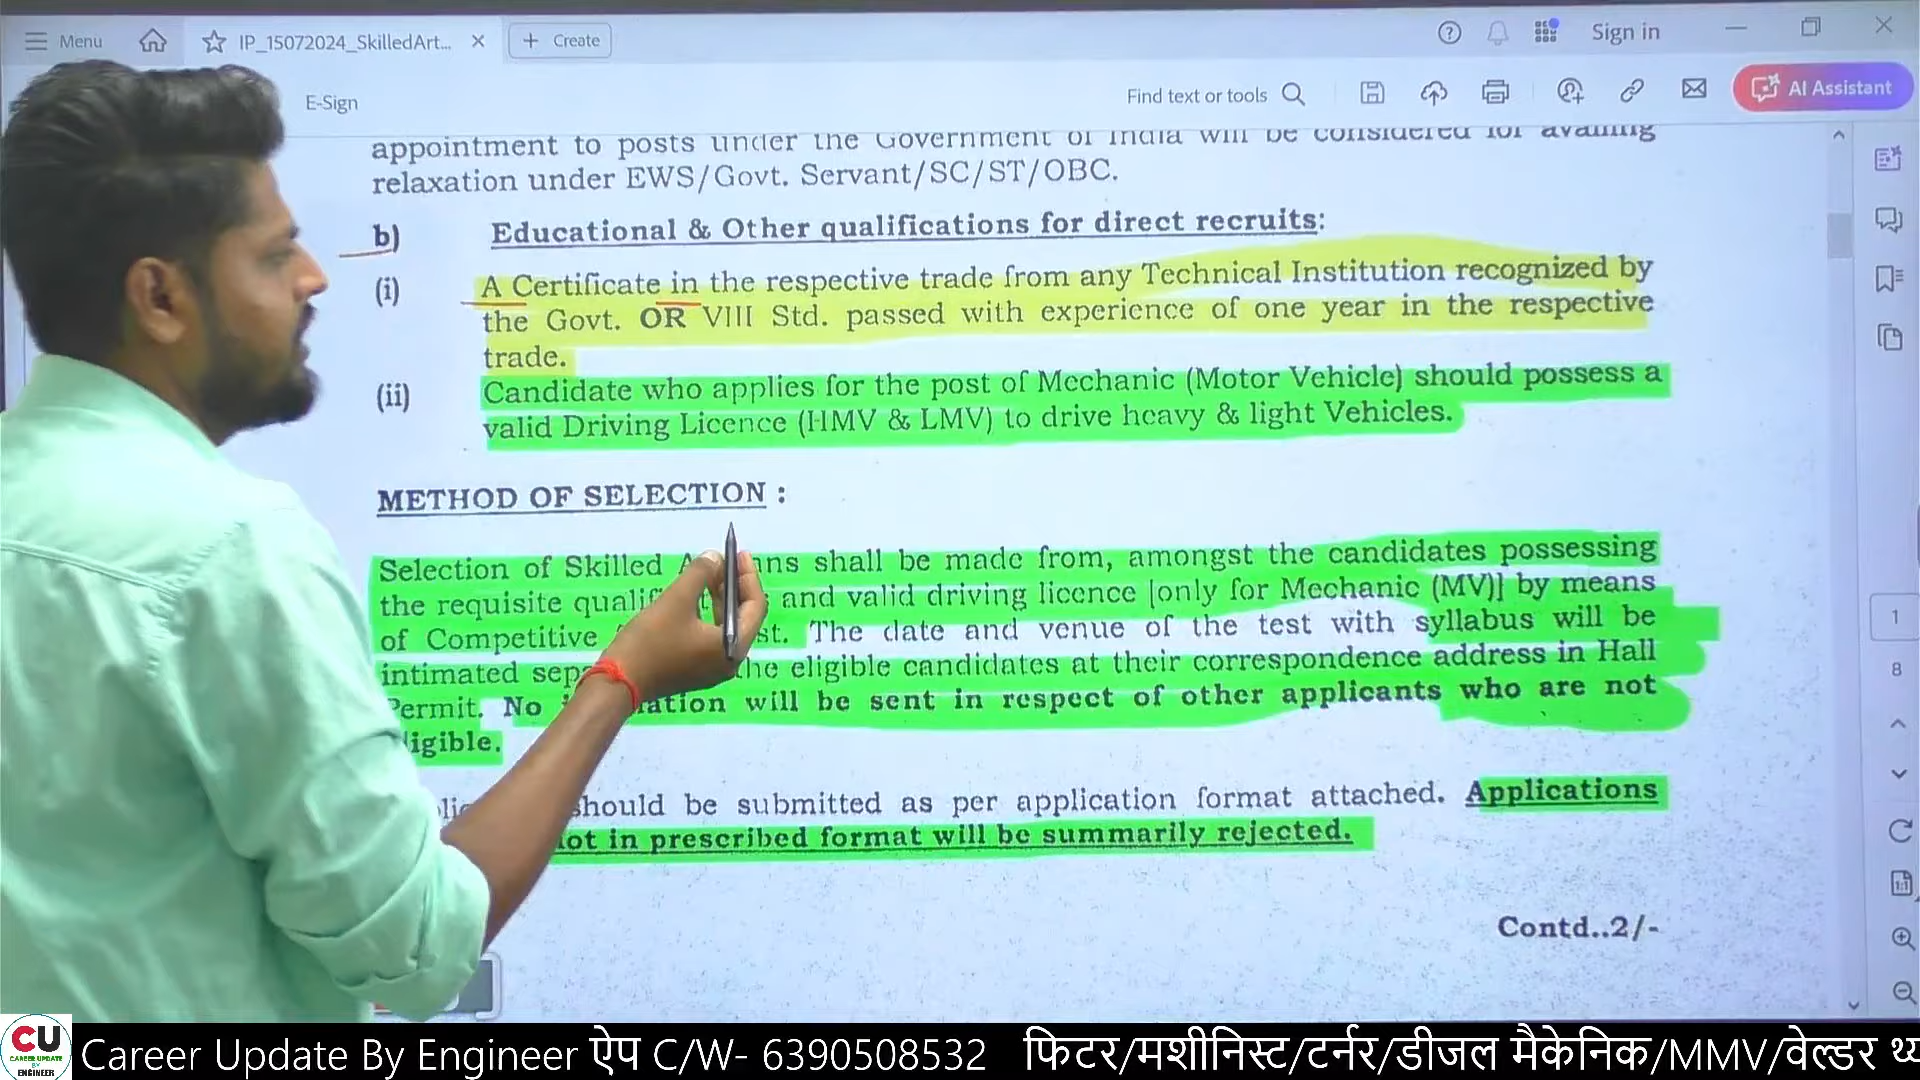 Menu
IP_15072024_SkilledArt...
Create
Sign in
E-Sign
Find text or tools
AI Assistant
appointment to posts under the Government of India will be considered for availing
relaxation under EWS/Govt. Servant/SC/ST/OBC.
b) Educational & Other qualifications for direct recruits:
(i) A Certificate in the respective trade from any Technical Institution recognized by
the Govt. OR VIII Std. passed with experience of one year in the respective
trade.
(ii) Candidate who applies for the post of Mechanic (Motor Vehicle) should possess a
valid Driving Licence (HMV & LMV) to drive heavy & light Vehicles.
METHOD OF SELECTION :
Selection of Skilled shall be made from, amongst the candidates possessing
the requisite and valid driving licence [only for Mechanic (MV)] by means
of Competitive The date and venue of the test with syllabus will be
intimated the eligible candidates at their correspondence address in Hall
Permit. No will be sent in respect of other applicants who are not
should be submitted as per application format attached. Applications
in prescribed format will be summarily rejected.
Contd..2/-
1
8
CU
CAREER UPDATE
BY
ENGINEER
Career Update By Engineer ऐप C/W- 6390508532 फिटर/मशीनिस्ट/टर्नर/डीजल मैकेनिक/MMV/वेल्डर